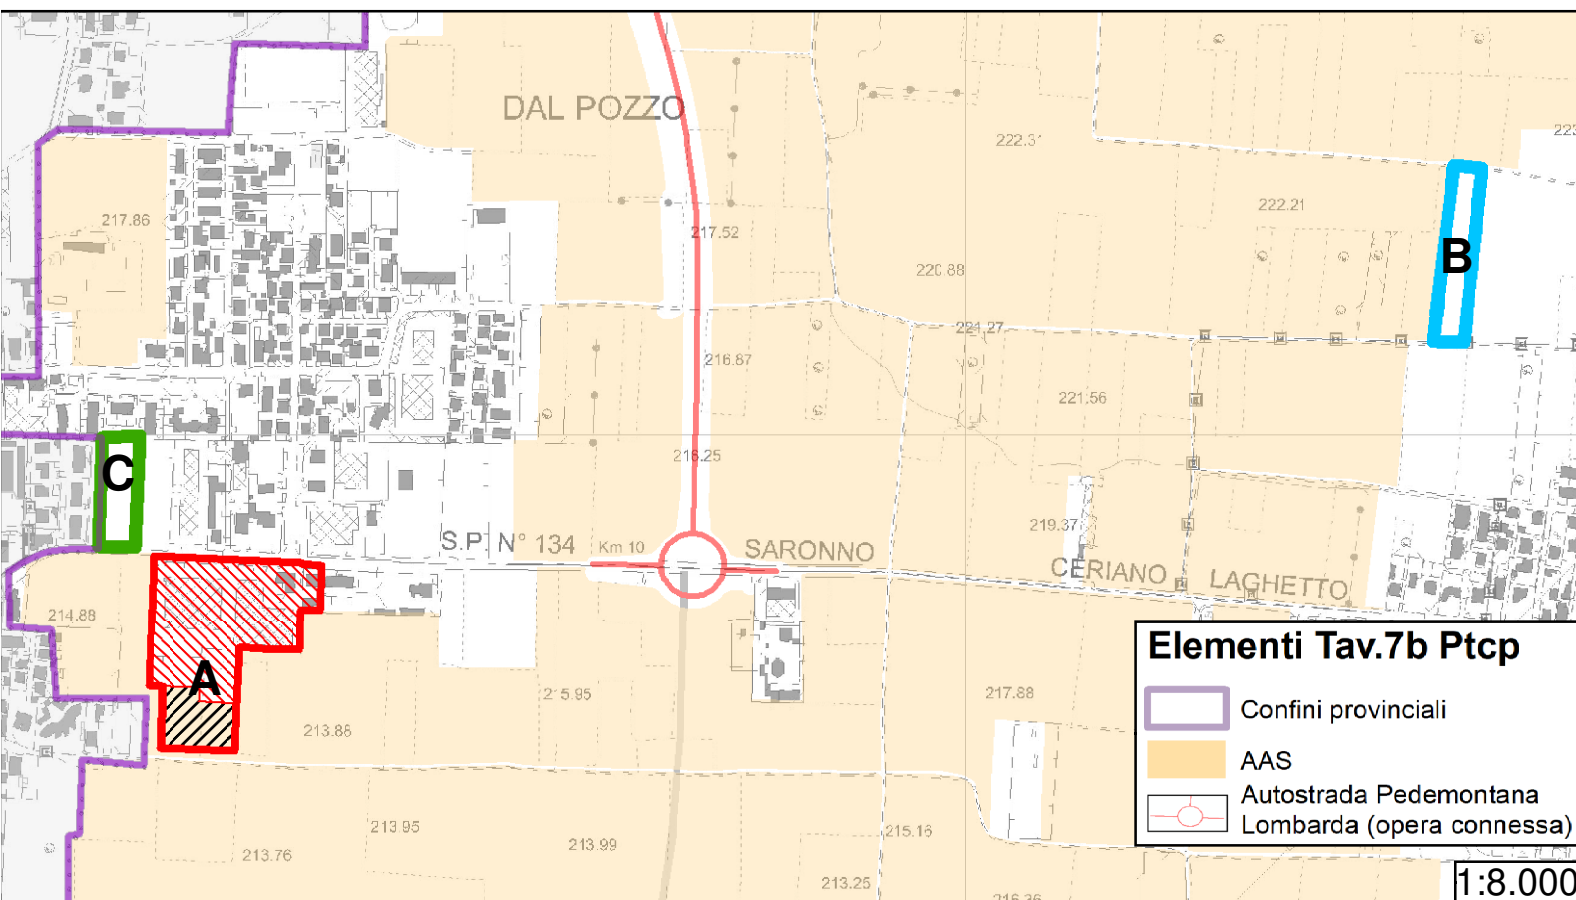 DAL POZZO
222.3
223
217.86
222.21
217.52
B
220.88
221.27
216.87
221.56
C
216.25
219.37
S.P. N° 134
Km 10
SARONNO
CERIANO
LAGHETTO
214.88
A
215.95
217.88
213.88
213.95
215.16
213.99
213.76
213.25
Elementi Tav.7b Ptcp
Confini provinciali
AAS
Autostrada Pedemontana
Lombarda (opera connessa)
1:8.000